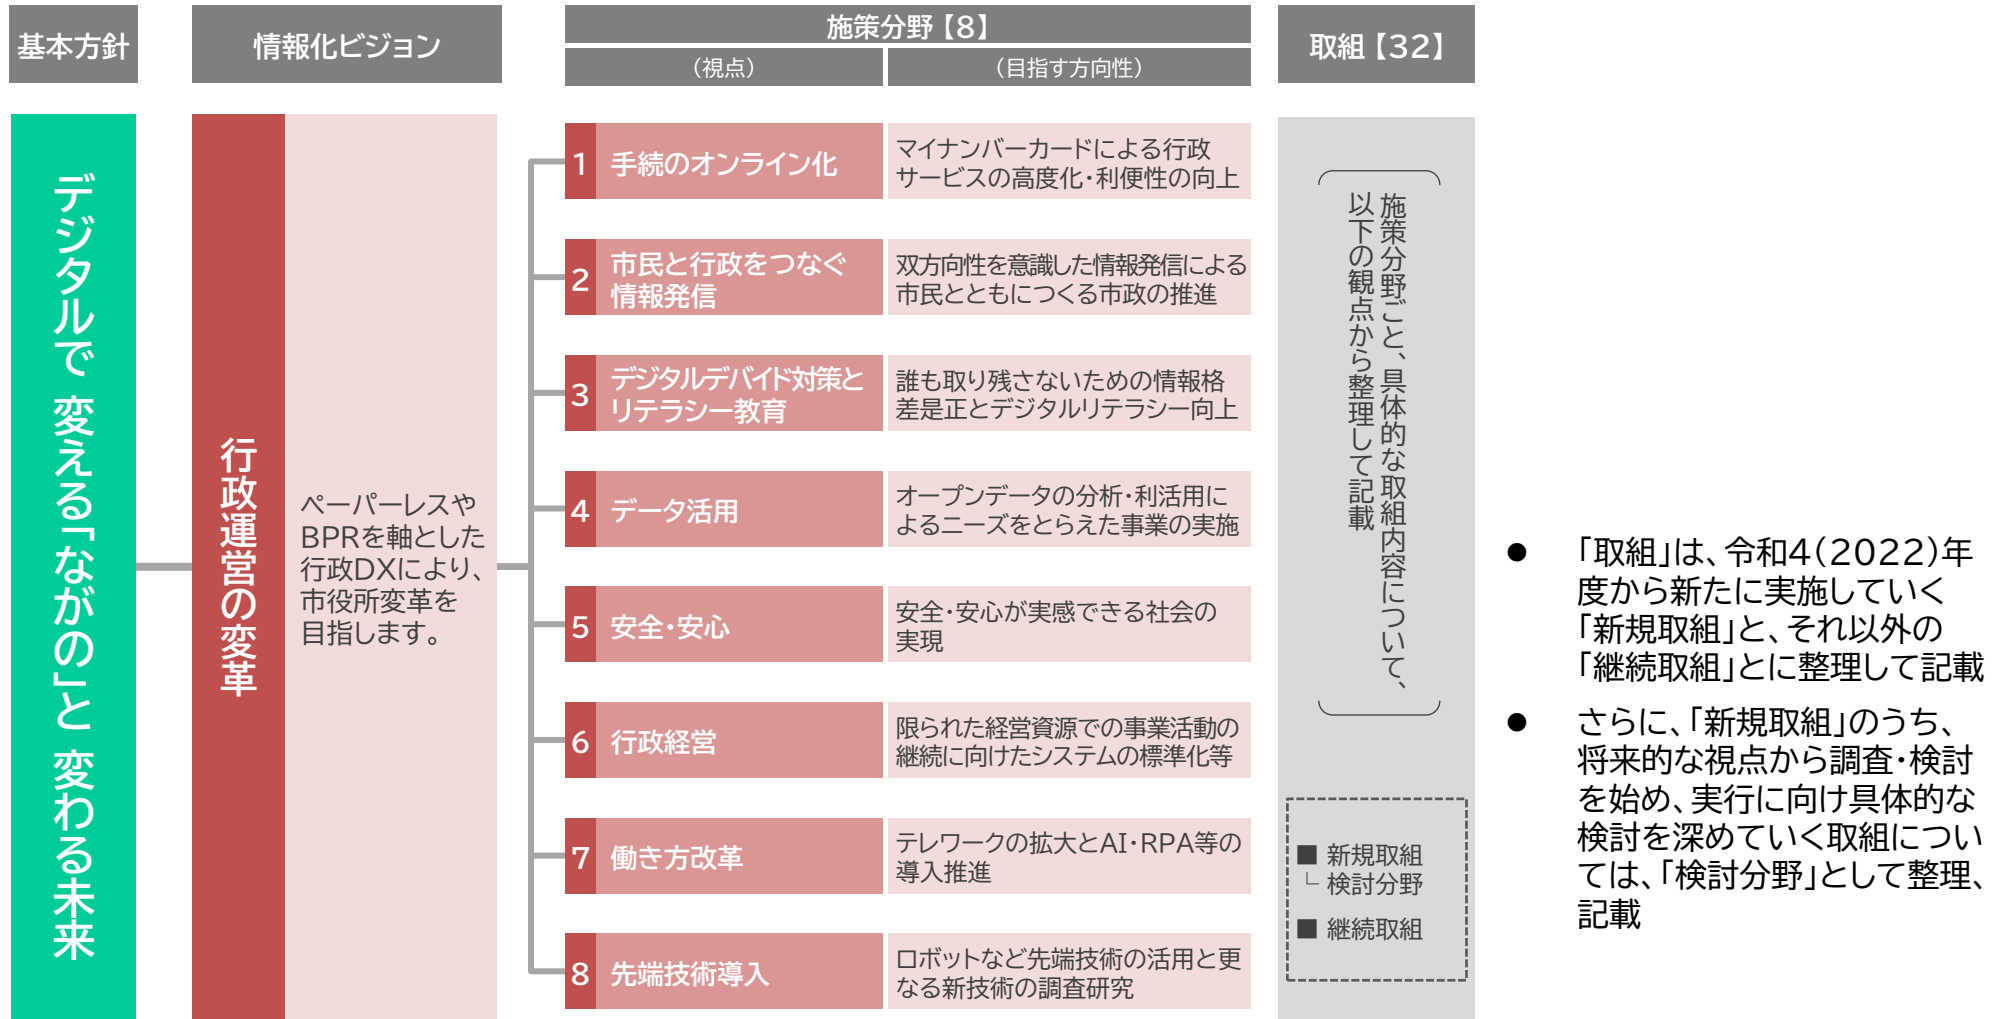 基本方針
情報化ビジョン
施策分野【8】
（視点）
（目指す方向性）
取組【32】
デジタルで 変える「ながの」と 変わる未来
行政運営の変革
ペーパーレスや
BPRを軸とした
行政DXにより、
市役所変革を
目指します。
1 手続のオンライン化
マイナンバーカードによる行政
サービスの高度化・利便性の向上
2 市民と行政をつなぐ
情報発信
双方向性を意識した情報発信による
市民とともにつくる市政の推進
3 デジタルデバイド対策と
リテラシー教育
誰も取り残さないための情報格
差是正とデジタルリテラシー向上
4 データ活用
オープンデータの分析・利活用に
よるニーズをとらえた事業の実施
5 安全・安心
安全・安心が実感できる社会の
実現
6 行政経営
限られた経営資源での事業活動の
継続に向けたシステムの標準化等
7 働き方改革
テレワークの拡大とAI・RPA等の
導入推進
8 先端技術導入
ロボットなど先端技術の活用と更
なる新技術の調査研究
施策分野ごと、具体的な取組内容について、
以下の観点から整理して記載
■ 新規取組
└ 検討分野
■ 継続取組
● 「取組」は、令和4（2022）年
度から新たに実施していく
「新規取組」と、それ以外の
「継続取組」とに整理して記載
● さらに、「新規取組」のうち、
将来的な視点から調査・検討
を始め、実行に向け具体的な
検討を深めていく取組につい
ては、「検討分野」として整理、
記載